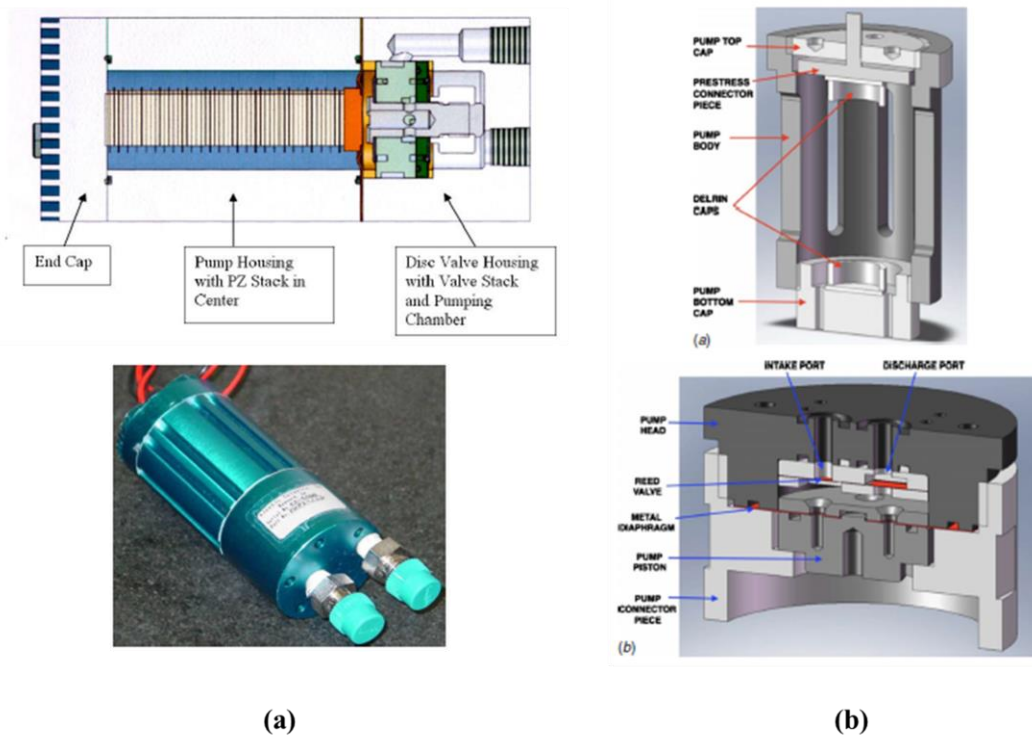 End Cap
Pump Housing
with PZ Stack in
Center
Disc Valve Housing
with Valve Stack
and Pumping
Chamber
PUMP TOP
CAP
PRESTRESS
CONNECTOR
PIECE
PUMP
BODY
DELRIN
CAPS
PUMP
BOTTOM
CAP
(a)
INTAKE PORT
DISCHARGE PORT
PUMP
HEAD
REED
VALVE
METAL
DIAPHRAGM
PUMP
PISTON
PUMP
CONNECTOR
PIECE
(b)
(a)
(b)